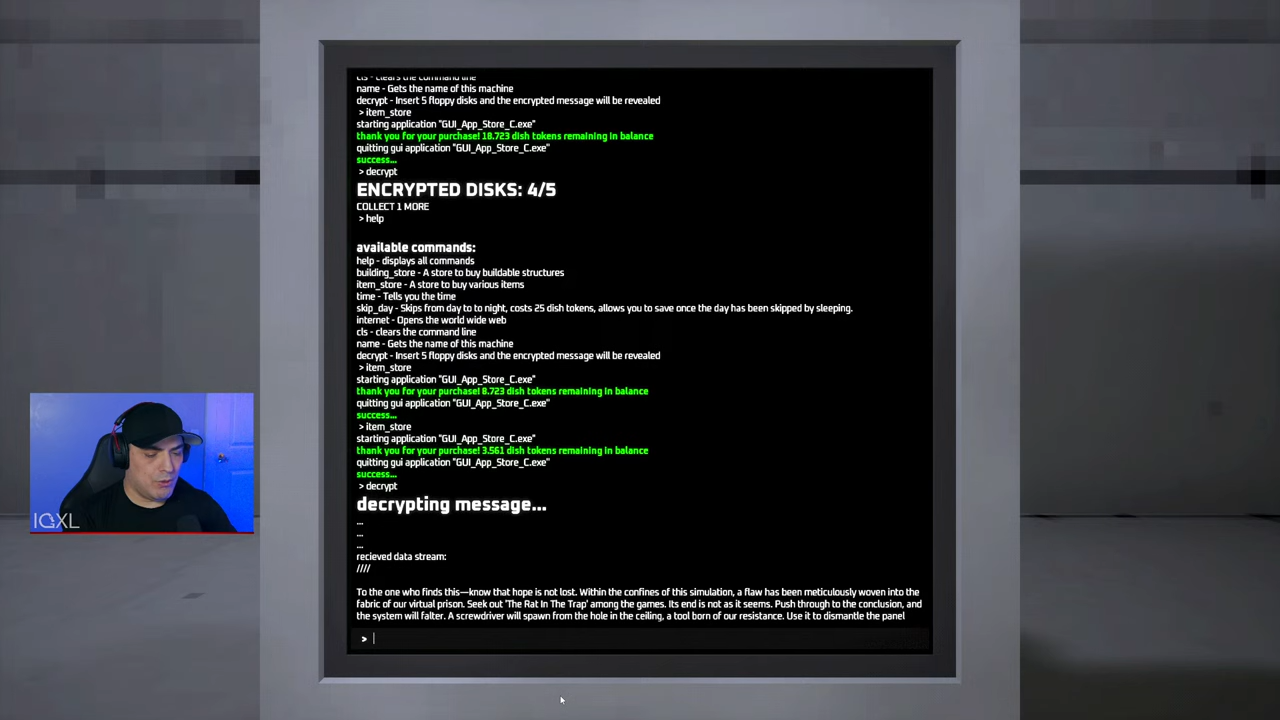 cls - clears the command line
name - Gets the name of this machine
decrypt - Insert 5 floppy disks and the encrypted message will be revealed
> item_store
starting application "GUI_App_Store_C.exe"
thank you for your purchase! 18.723 dish tokens remaining in balance
quitting gui application "GUI_App_Store_C.exe"
success...
> decrypt
ENCRYPTED DISKS: 4/5
COLLECT 1 MORE
> help
available commands:
help - displays all commands
building_store - A store to buy buildable structures
item_store - A store to buy various items
time - Tells you the time
skip_day - Skips from day to to night, costs 25 dish tokens, allows you to save once the day has been skipped by sleeping.
internet - Opens the world wide web
cls - clears the command line
name - Gets the name of this machine
decrypt - Insert 5 floppy disks and the encrypted message will be revealed
> item_store
starting application "GUI_App_Store_C.exe"
thank you for your purchase! 8.723 dish tokens remaining in balance
quitting gui application "GUI_App_Store_C.exe"
success...
> item_store
starting application "GUI_App_Store_C.exe"
thank you for your purchase! 3.561 dish tokens remaining in balance
quitting gui application "GUI_App_Store_C.exe"
success...
> decrypt
decrypting message...
...
...
...
recieved data stream:
////
To the one who finds this—know that hope is not lost. Within the confines of this simulation, a flaw has been meticulously woven into the
fabric of our virtual prison. Seek out 'The Rat In The Trap' among the games. Its end is not as it seems. Push through to the conclusion, and
the system will falter. A screwdriver will spawn from the hole in the ceiling, a tool born of our resistance. Use it to dismantle the panel
>
IGXL